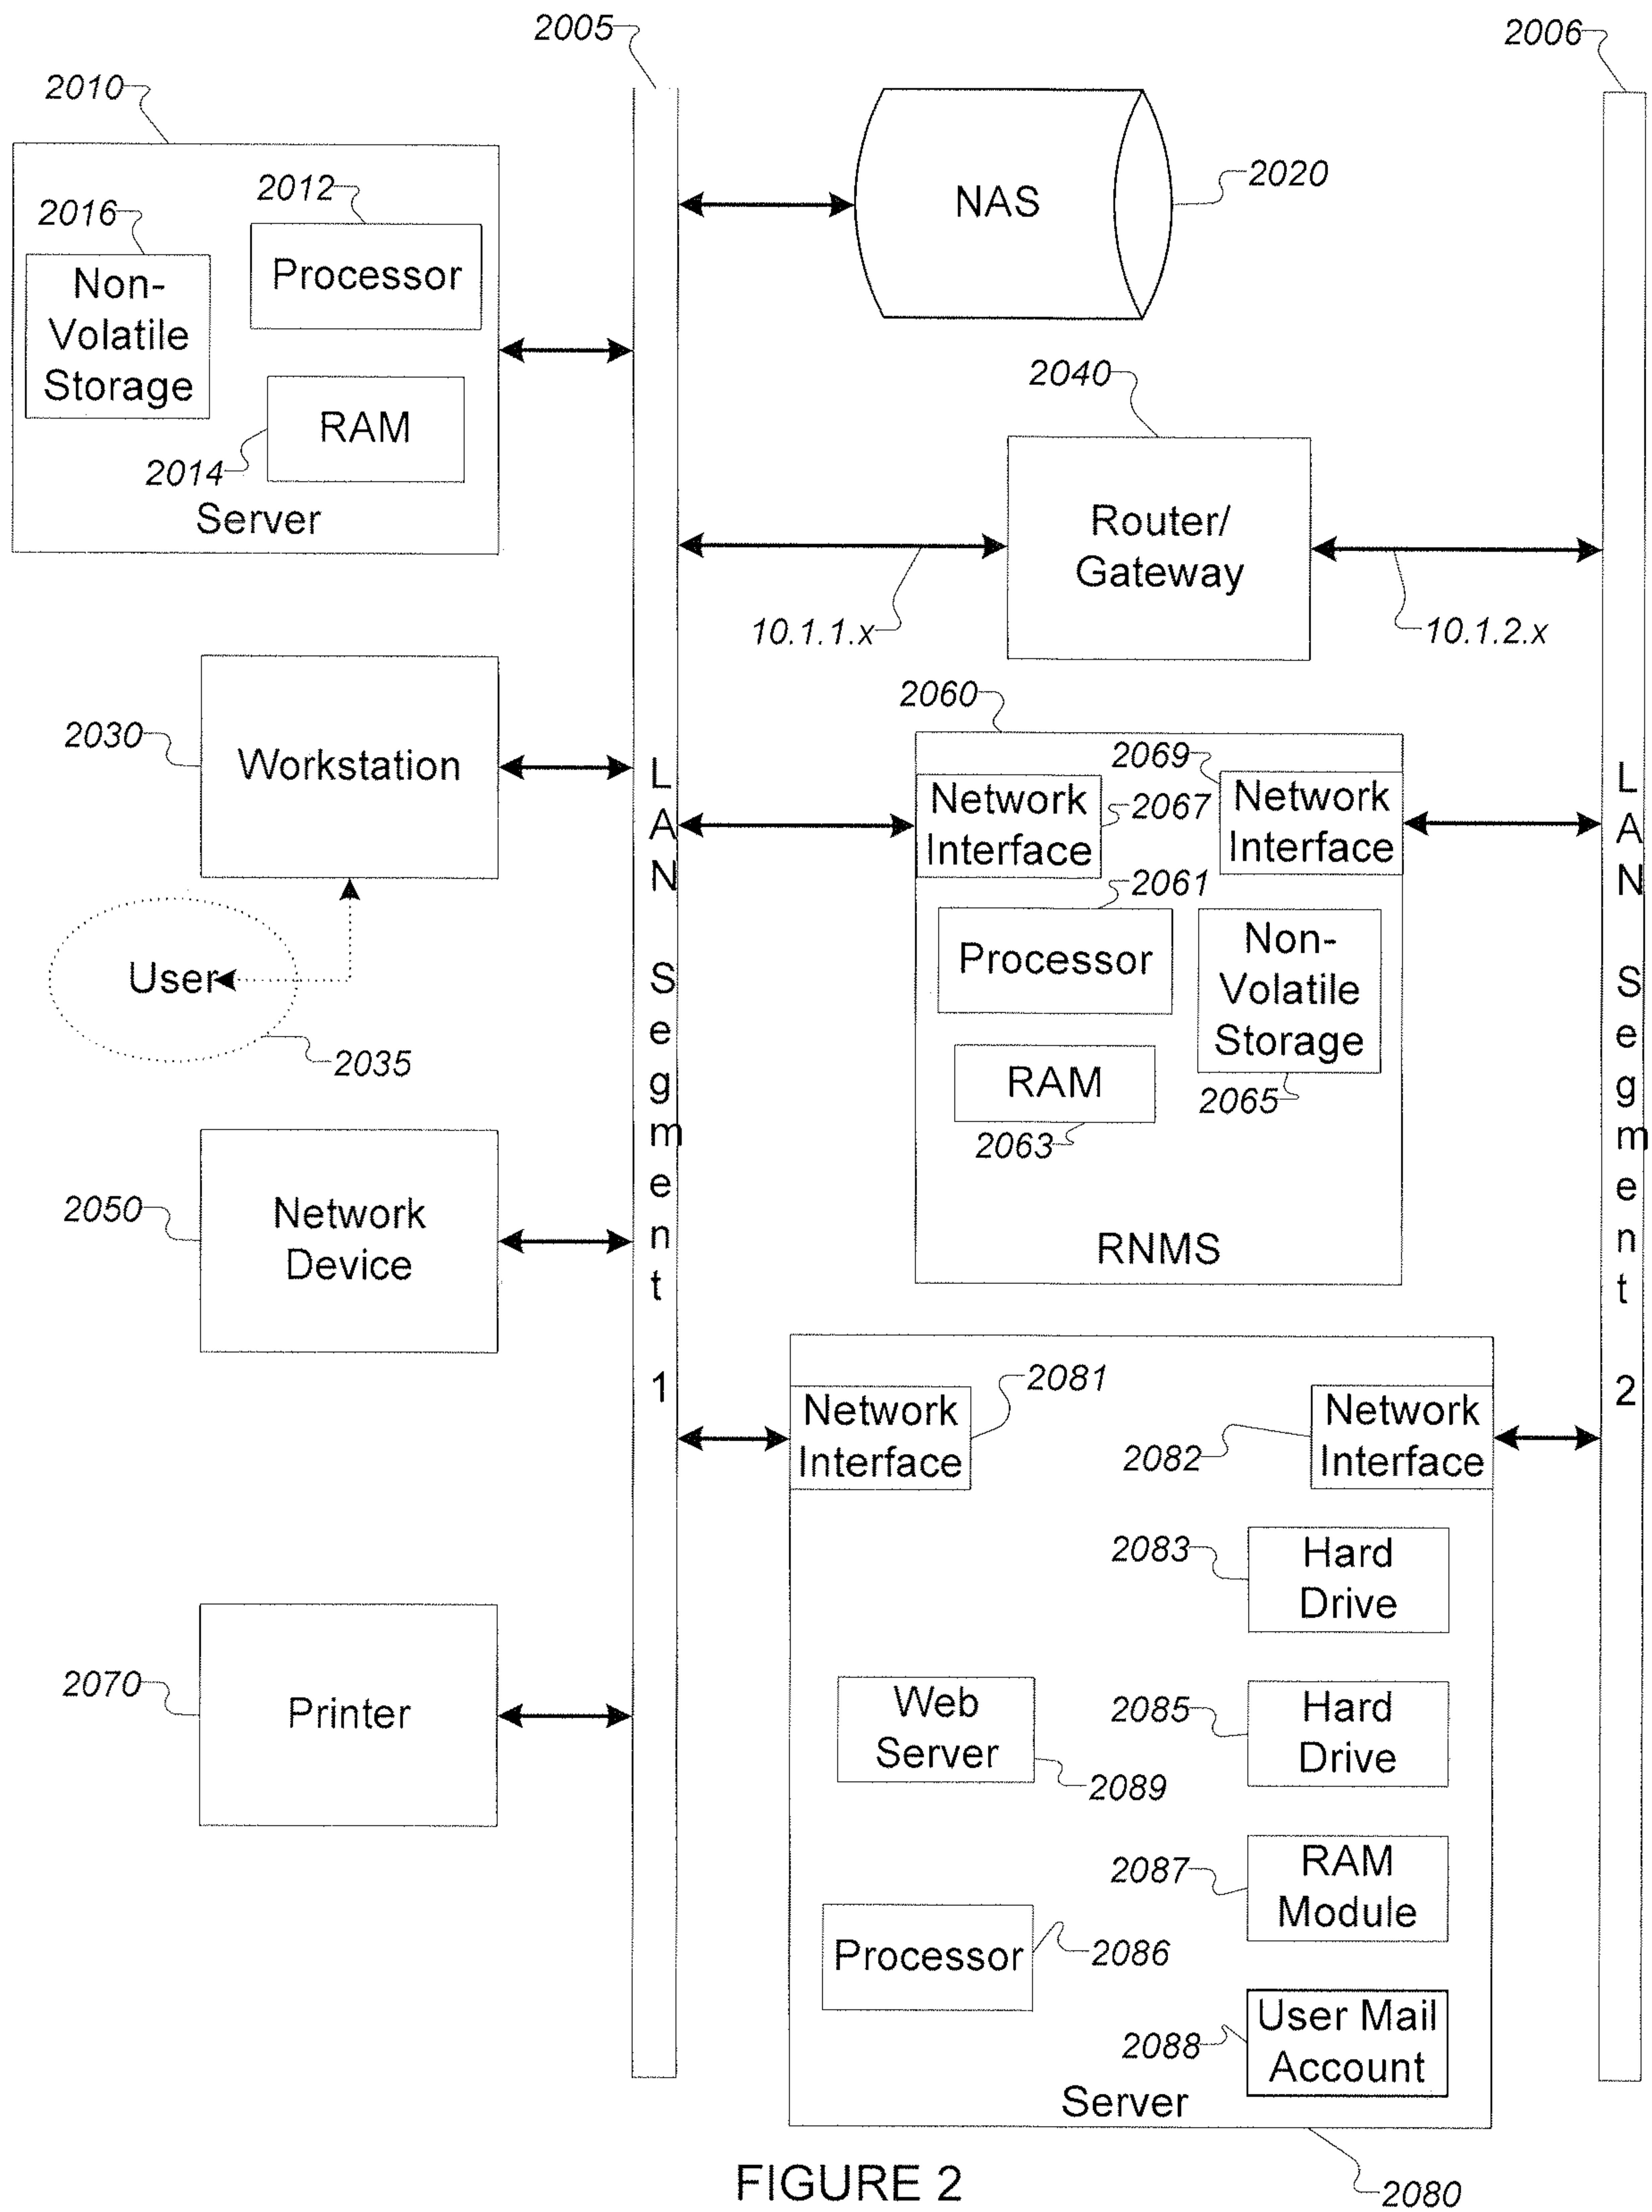 2005
2006
2010
2012
2016
Non-
Volatile
Storage
Processor
RAM
2014
Server
NAS
2020
2040
Router/
Gateway
10.1.1.x
10.1.2.x
2030
Workstation
User
2035
2060
2069
Network
Interface
2067
Network
Interface
2061
Processor
Non-
Volatile
Storage
2065
RAM
2063
RNMS
LAN Segment 1
LAN Segment 2
2050
Network
Device
2081
Network
Interface
2082
Network
Interface
2083
Hard
Drive
2070
Printer
Web
Server
2089
2085
Hard
Drive
2087
RAM
Module
Processor
2086
2088
User Mail
Account
Server
2080
FIGURE 2